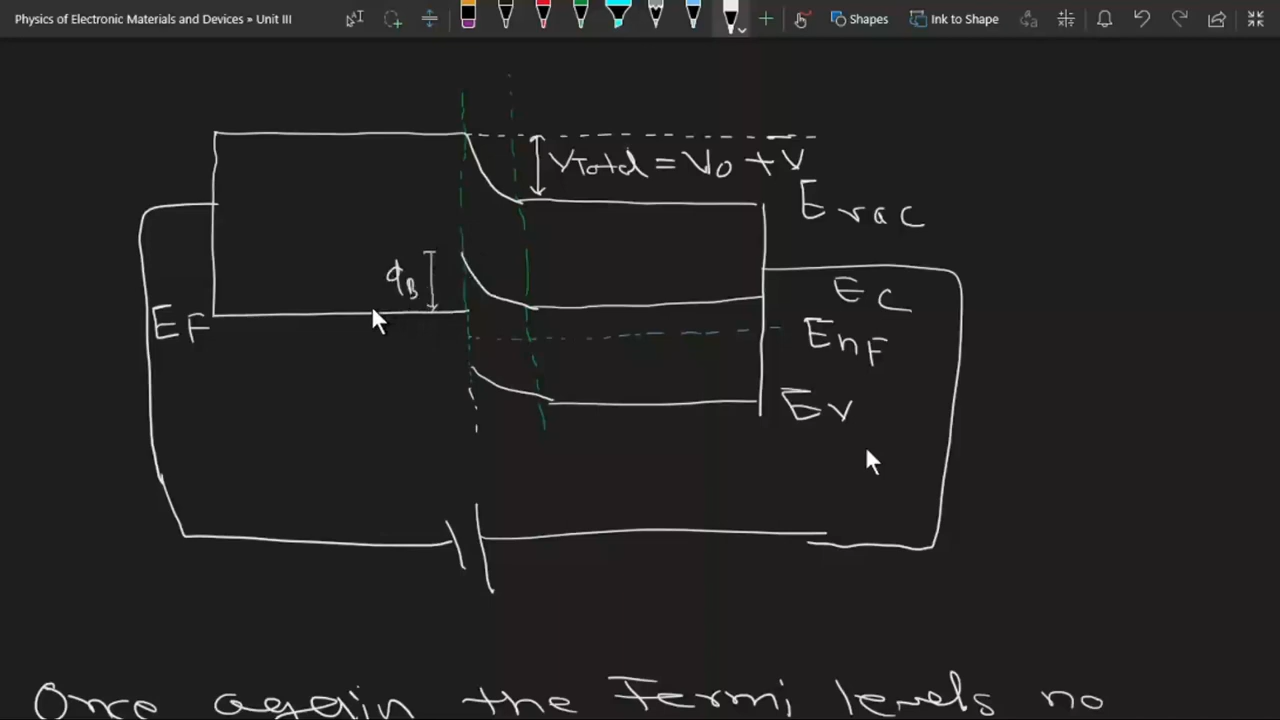 Physics of Electronic Materials and Devices » Unit III
Shapes
Ink to Shape
VTotal = V0 + V
Evac
ϕB
EC
EF
EnF
EV
Once again the Fermi levels no